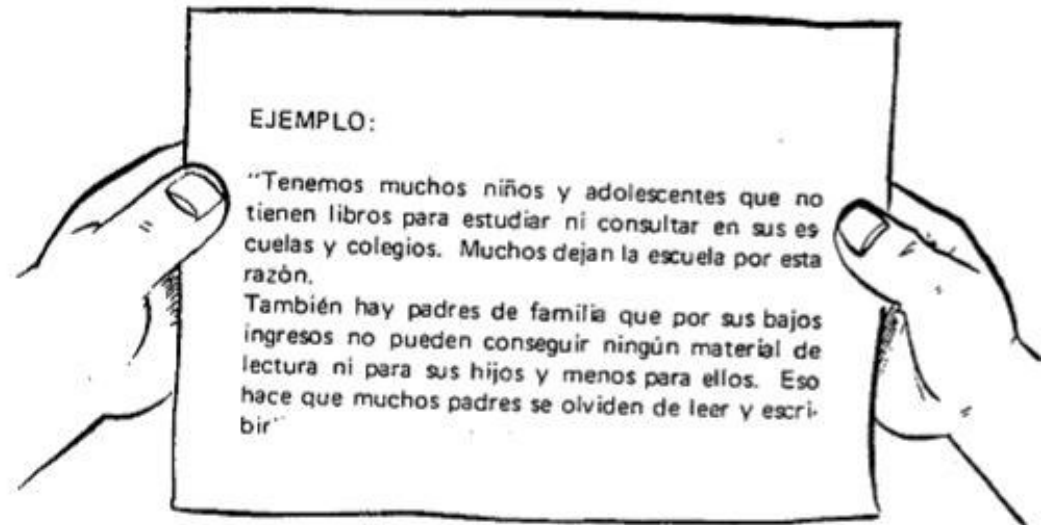 EJEMPLO:
"Tenemos muchos niños y adolescentes que no
tienen libros para estudiar ni consultar en sus es-
cuelas y colegios. Muchos dejan la escuela por esta
razón.
También hay padres de familia que por sus bajos
ingresos no pueden conseguir ningún material de
lectura ni para sus hijos y menos para ellos. Eso
hace que muchos padres se olviden de leer y escri-
bir"